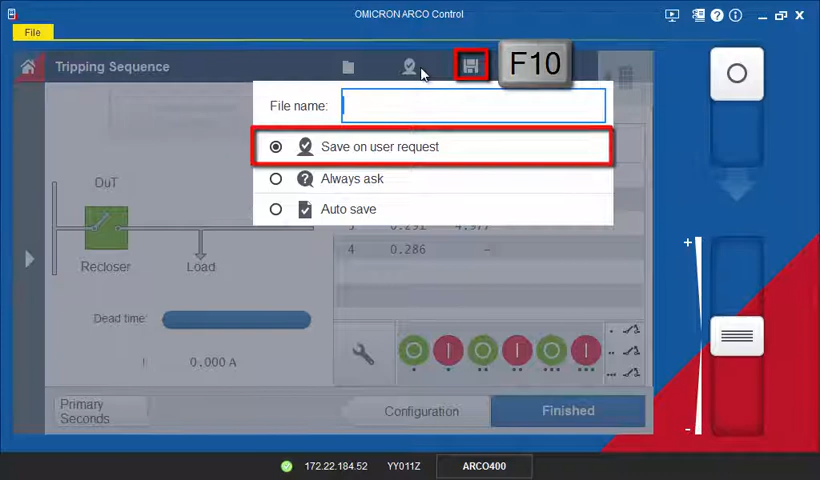 OMICRON ARCO Control
File
Tripping Sequence
F10
File name:
Save on user request
Always ask
Auto save
3 0.291 4.977
4 0.286 -
OuT
Recloser
Load
Dead time:
I 0.000 A
+
-
Primary
Seconds
Configuration
Finished
172.22.184.52 YY011Z ARCO400